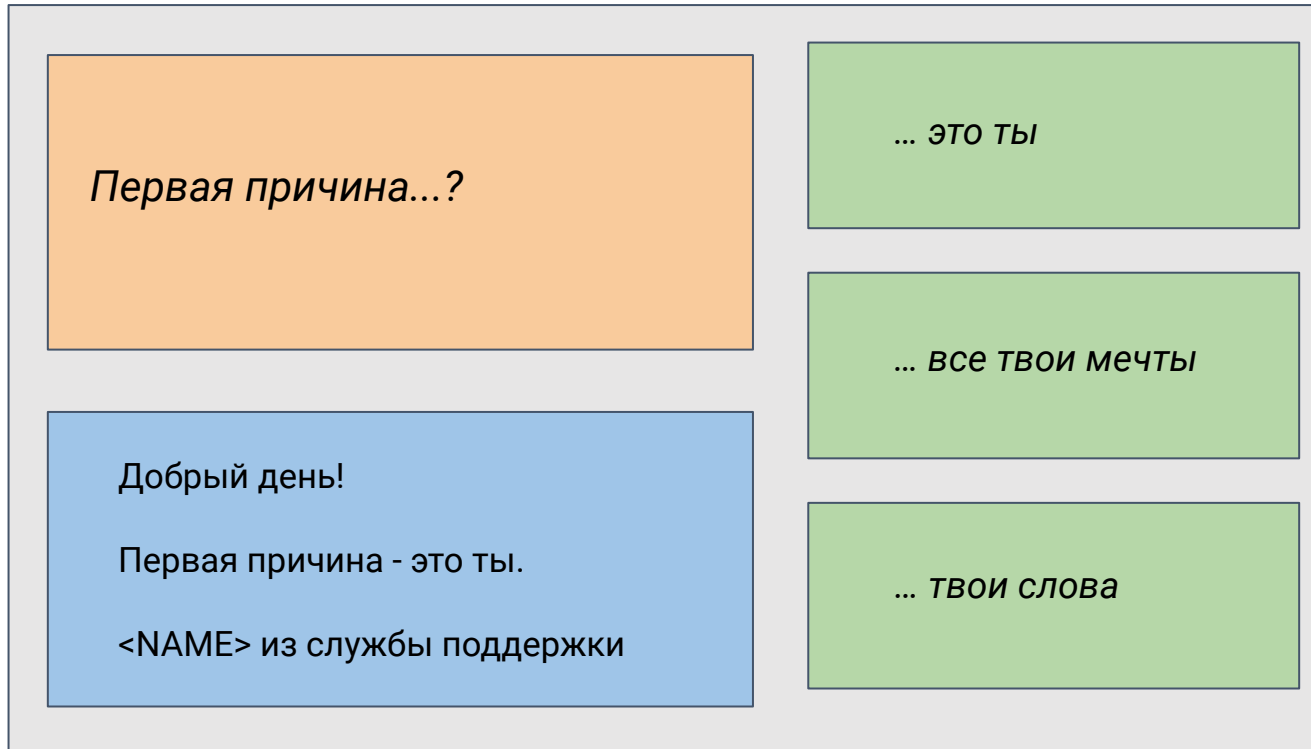 Первая причина...?
Добрый день!
Первая причина - это ты.
<NAME> из службы поддержки
... это ты
... все твои мечты
... твои слова